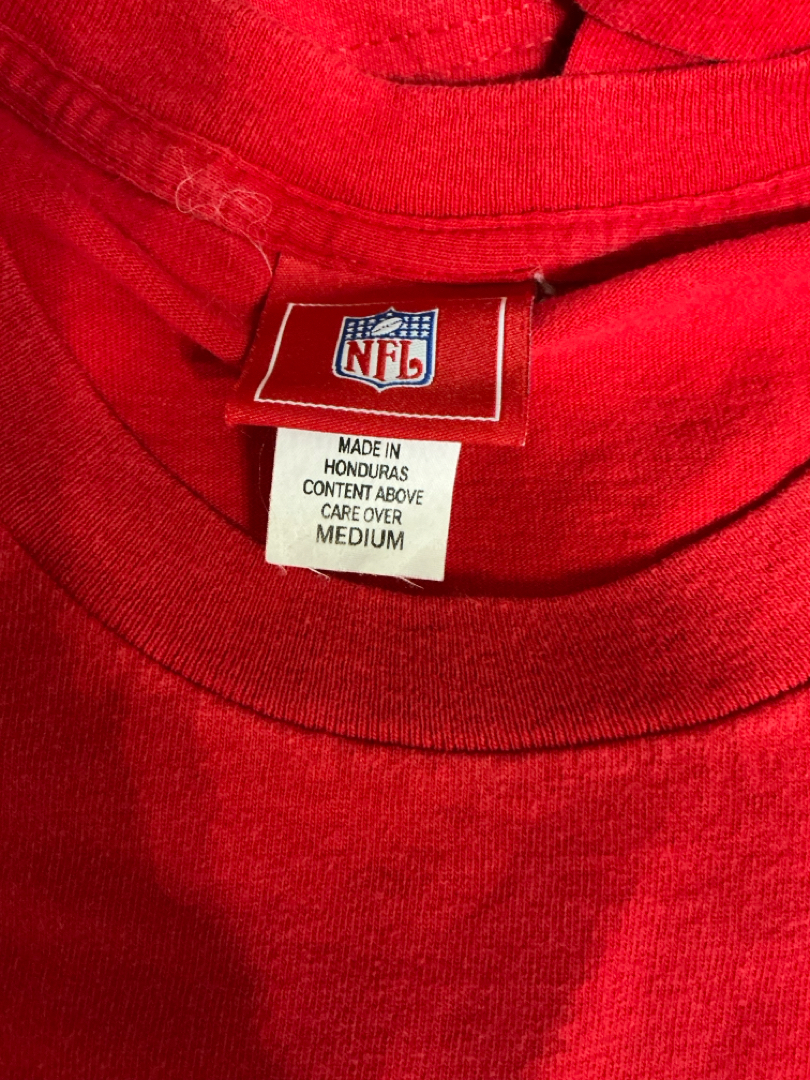 NFL
MADE IN
HONDURAS
CONTENT ABOVE
CARE OVER
MEDIUM